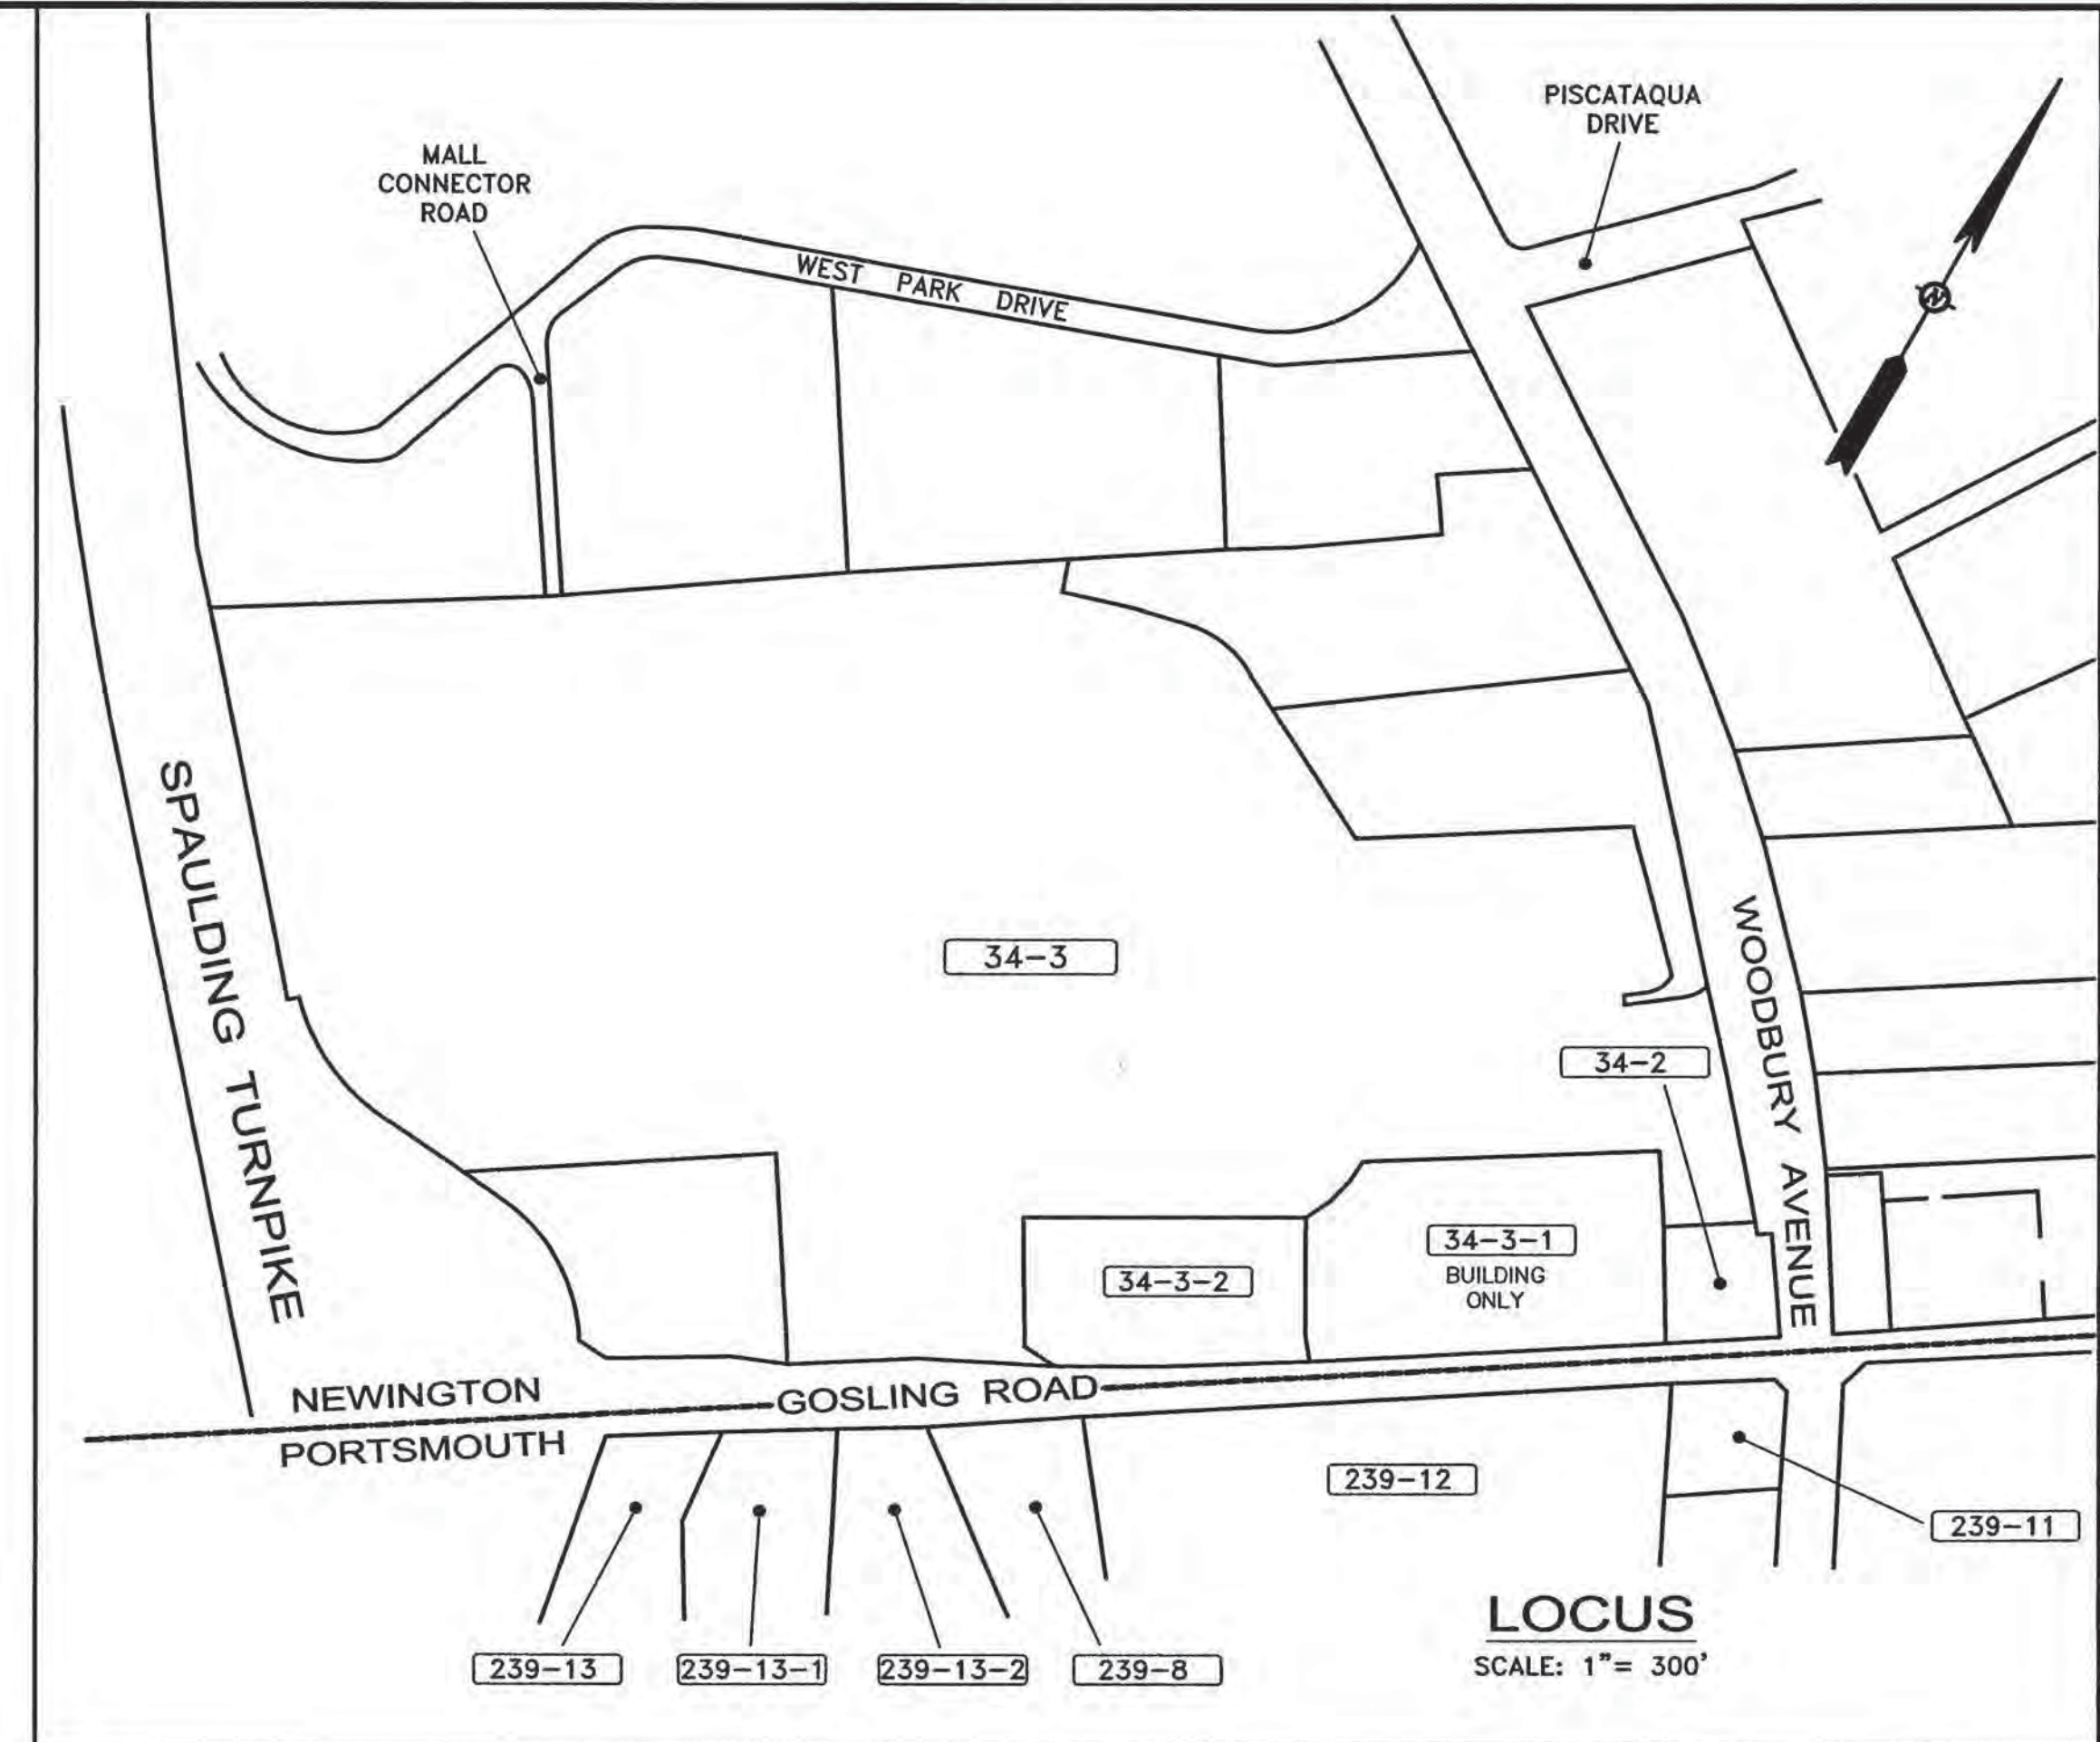 PISCATAQUA
DRIVE
MALL
CONNECTOR
ROAD
N
WEST PARK DRIVE
SPAULDING TURNPIKE
WOODBURY AVENUE
34-3
34-2
34-3-1
BUILDING
ONLY
34-3-2
NEWINGTON
GOSLING ROAD
PORTSMOUTH
239-12
239-11
239-13
239-13-1
239-13-2
239-8
LOCUS
SCALE: 1"= 300'